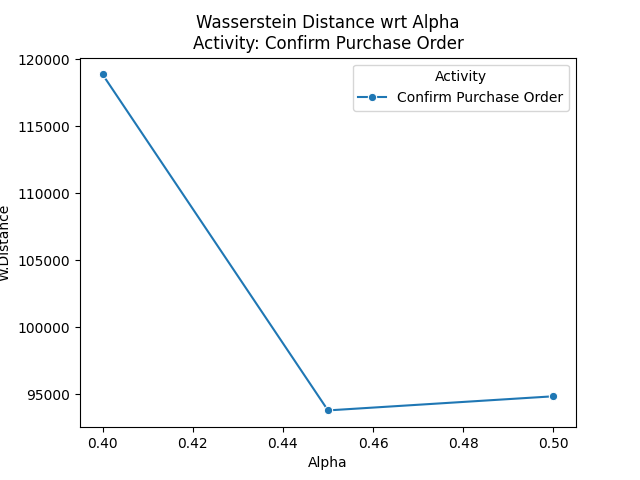 Wasserstein Distance wrt Alpha
Activity: Confirm Purchase Order
Activity
Confirm Purchase Order
120000
115000
110000
105000
100000
95000
W.Distance
0.40
0.42
0.44
0.46
0.48
0.50
Alpha